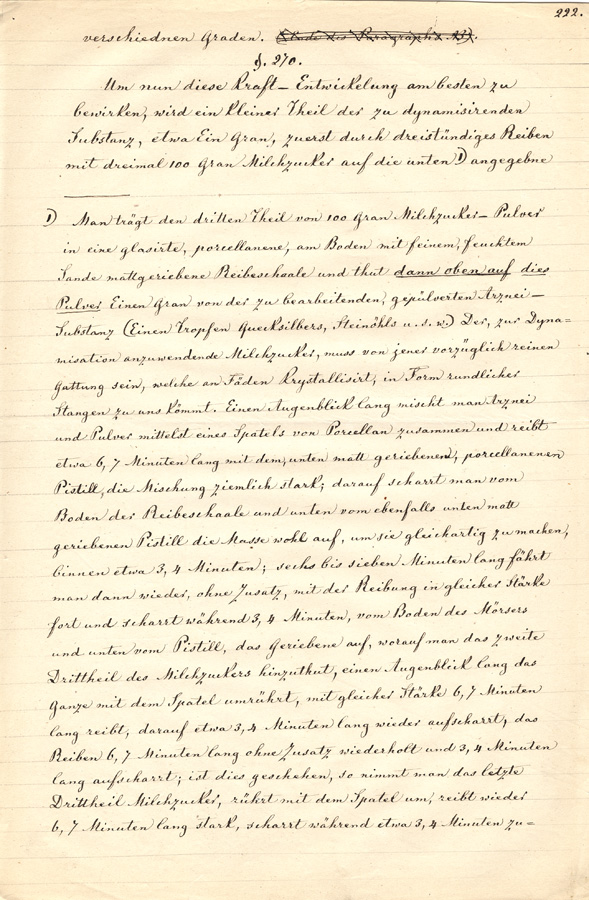 222.
verschiednen Graden. (Ende des Paragraphs 27).
§. 270.
Um nun diese Kraft-Entwickelung am besten zu
bewirken, wird ein kleiner Theil der zu dynamisirenden
Substanz, etwa Ein Gran, zuerst durch dreistündiges Reiben
mit dreimal 100 Gran Milchzucker auf die unten 1) angegebne
1) Man trägt den dritten Theil von 100 Gran Milchzucker-Pulver
in eine glasirte, porcellanene, am Boden mit feinem, feuchtem
Sande mattgeriebene Reibeschaale und thut dann oben auf dies
Pulver Einen Gran von der zu bearbeitenden, gepülverten Arznei-
Substanz (Einen Tropfen Quecksilbers, Steinöhls u.s.w.) Der, zur Dyna=
misation anzuwendende Milchzucker, muss von jener vorzüglich reinen
Gattung sein, welche an Fäden krystallisirt, in Form rundlicher
Stangen zu uns kömmt. Einen Augenblick lang mischt man Arznei
und Pulver mittelst eines Spatels von Porcellan zusammen und reibt
etwa 6, 7 Minuten lang mit dem, unten matt geriebenen, porcellanenen
Pistill, die Mischung ziemlich stark; darauf scharrt man vom
Boden der Reibeschaale und unten vom ebenfalls unten matt
geriebenen Pistill die Masse wohl auf, um sie gleichartig zu machen,
binnen etwa 3, 4 Minuten; sechs bis sieben Minuten lang fährt
man dann wieder, ohne Zusatz, mit der Reibung in gleicher Stärke
fort und scharrt während 3, 4 Minuten, vom Boden des Mörsers
und unten vom Pistill, das Geriebene auf, worauf man das zweite
Drittheil des Milchzuckers hinzuthut, einen Augenblick lang das
Ganze mit dem Spatel umrührt, mit gleicher Stärke 6, 7 Minuten
lang reibt, darauf etwa 3, 4 Minuten lang wieder aufscharrt, das
Reiben 6, 7 Minuten lang ohne Zusatz wiederholt und 3, 4 Minuten
lang aufscharrt; ist dies geschehen, so nimmt man das letzte
Drittheil Milchzucker, rührt mit dem Spatel um, reibt wieder
6, 7 Minuten lang stark, scharrt während etwa 3, 4 Minuten zu=